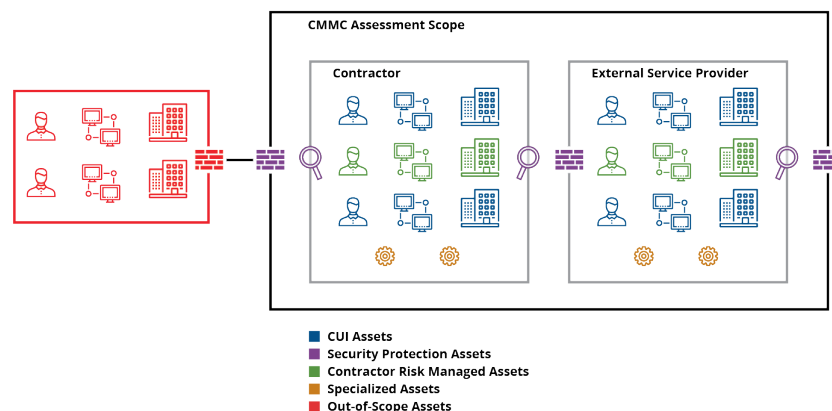 CMMC Assessment Scope
Contractor
External Service Provider
CUI Assets
Security Protection Assets
Contractor Risk Managed Assets
Specialized Assets
Out-of-Scope Assets